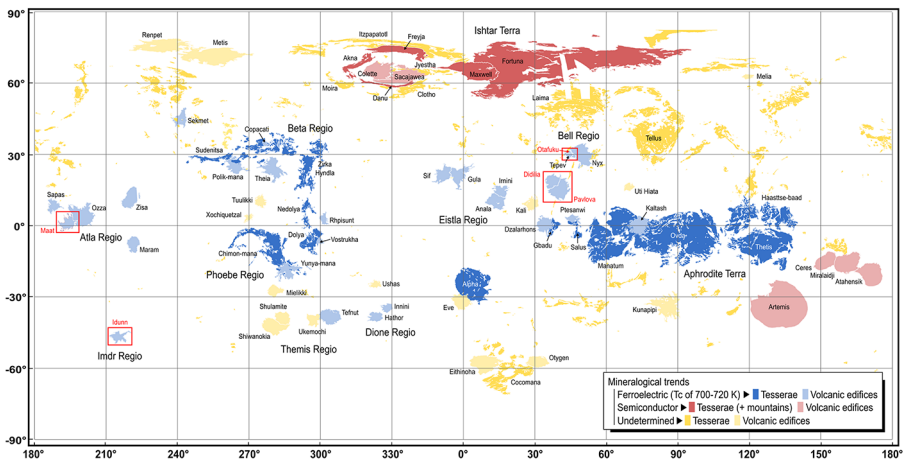 90°
60°
30°
0°
-30°
-60°
-90°
Renpet
Metis
Itzpapatotl
Freyja
Ishtar Terra
Akna
Colette
Jyestha
Sacajawea
Fortuna
Maxwell
Moira
Danu
Clotho
Melia
Laima
Sekmet
Copacati
Beta Regio
Bell Regio
Tellus
Sudenitsa
Otafuku
Zirka
Hyndla
Polik-mana
Theia
Tepev
Nyx
Sif
Gula
Didilia
Imini
Sapas
Ozza
Zisa
Tuulikki
Nedolya
Uti Hiata
Anala
Kali
Pavlova
Xochiquetzal
Rhpisunt
Eistla Regio
Plesanwi
Kaltash
Haasttse-baad
Maat
Atla Regio
Dzalarhons
Dolya
Vostrukha
Gbadu
Salus
Ovda
Thetis
Maram
Chimon-mana
Yunya-mana
Phoebe Regio
Manatum
Aphrodite Terra
Ceres
Miralaidji
Atahensik
Alpha
Ushas
Mielikki
Eve
Innini
Shulamite
Tefnut
Hathor
Kunapipi
Artemis
Idunn
Shiwanokia
Ukemochi
Dione Regio
Imdr Regio
Themis Regio
Otygen
Eithinoha
Cocomana
Mineralogical trends
Ferroelectric (Tc of 700-720 K) ► Tesserae Volcanic edifices
Semiconductor ► Tesserae (+ mountains) Volcanic edifices
Undetermined ► Tesserae Volcanic edifices
180° 210° 240° 270° 300° 330° 0° 30° 60° 90° 120° 150° 180°